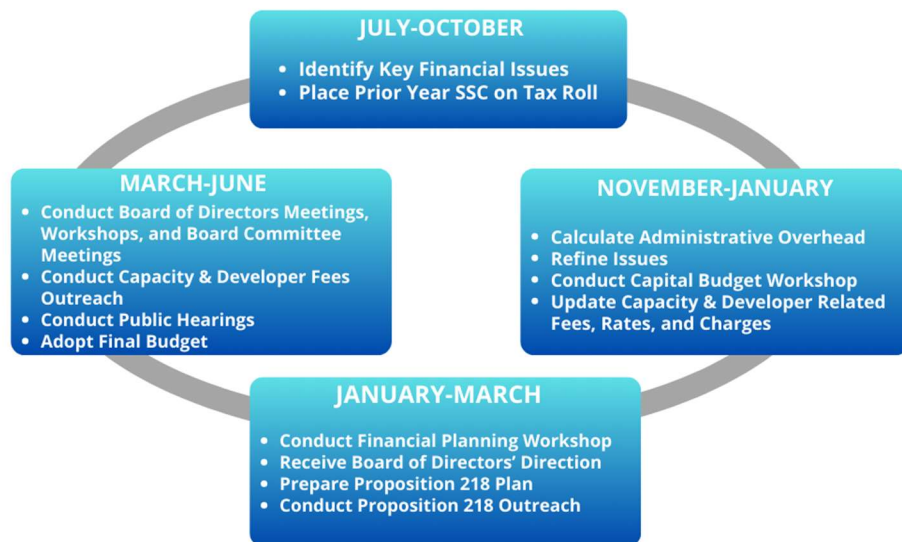 JULY-OCTOBER
• Identify Key Financial Issues
• Place Prior Year SSC on Tax Roll
MARCH-JUNE
• Conduct Board of Directors Meetings,
Workshops, and Board Committee
Meetings
• Conduct Capacity & Developer Fees
Outreach
• Conduct Public Hearings
• Adopt Final Budget
NOVEMBER-JANUARY
• Calculate Administrative Overhead
• Refine Issues
• Conduct Capital Budget Workshop
• Update Capacity & Developer Related
Fees, Rates, and Charges
JANUARY-MARCH
• Conduct Financial Planning Workshop
• Receive Board of Directors’ Direction
• Prepare Proposition 218 Plan
• Conduct Proposition 218 Outreach